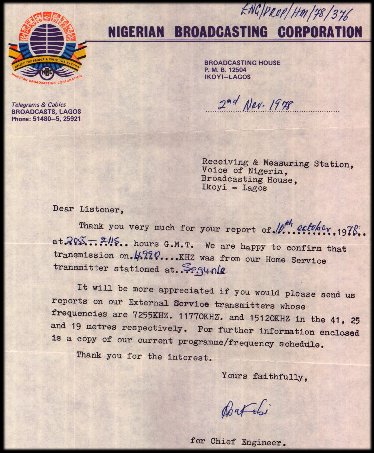 ENG/PROP/HM/78/376
NIGERIAN BROADCASTING CORPORATION
BROADCASTING HOUSE
P. M. B. 12504
IKOYI-LAGOS
Telegrams & Cables
BROADCASTS, LAGOS
Phone: 51480-5, 25921
2nd Nov. 1978
Receiving & Measuring Station,
Voice of Nigeria,
Broadcasting House,
Ikoyi - Lagos
Dear Listener,
Thank you very much for your report of 10th october 1978..
at hours G.M.T. We are happy to confirm that
transmission on 4990 KHZ was from our Home Service
transmitter stationed at Sogunle
It will be more appreciated if you would please send us
reports on our External Service transmitters whose
frequencies are 7255KHZ, 11770KHZ, and 15120KHZ in the 41, 25
and 19 metres respectively. For further information enclosed
is a copy of our current programme/frequency schedule.
Thank you for the interest.
Yours faithfully,
for Chief Engineer.